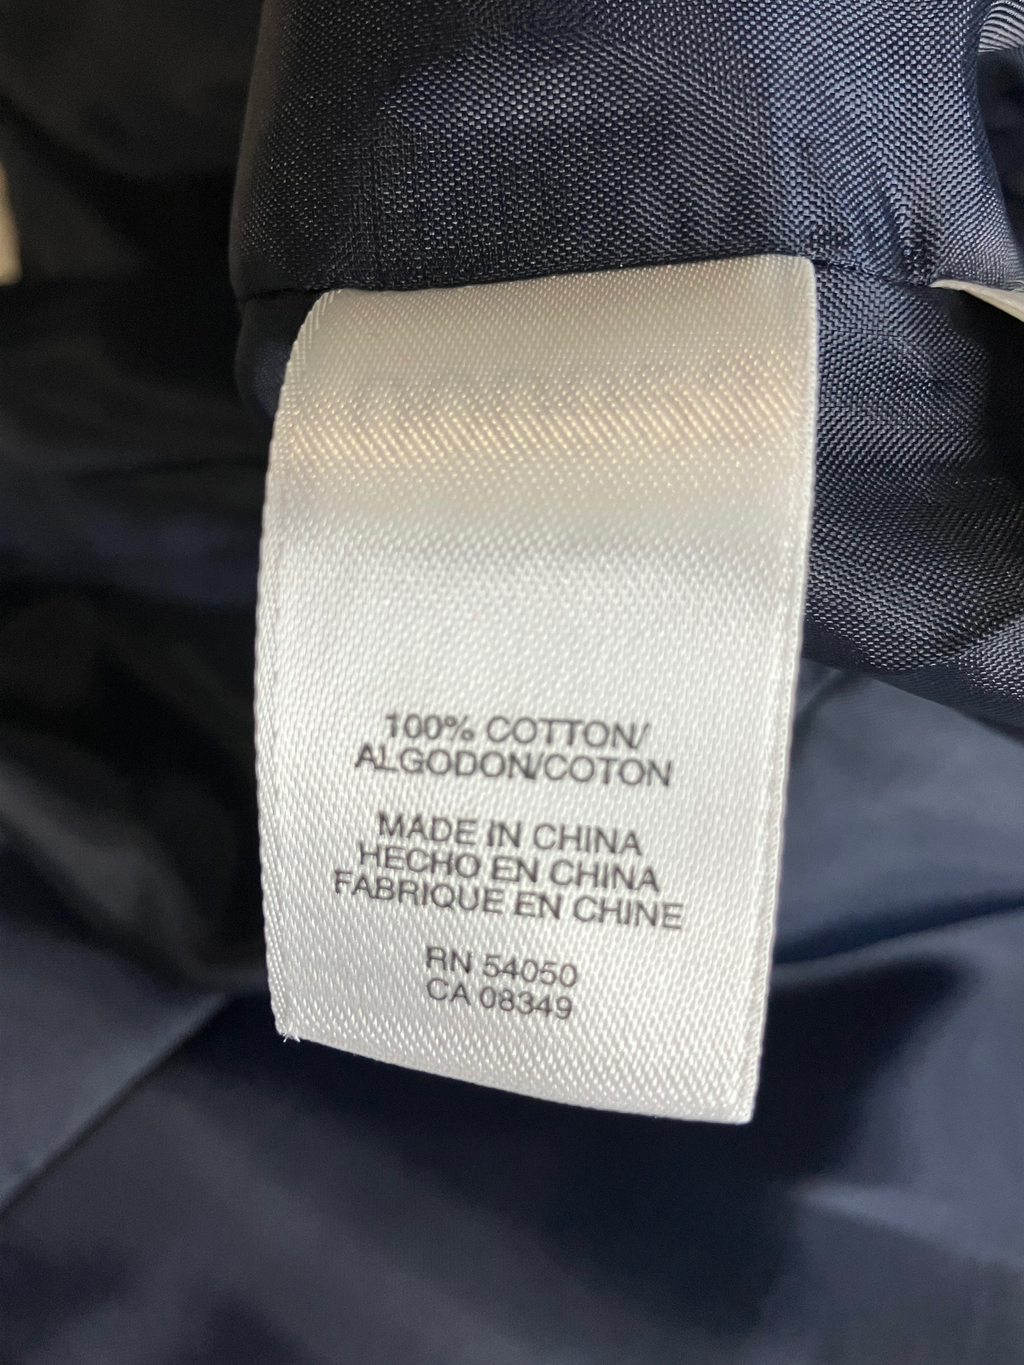 100% COTTON/
ALGODON/COTON
MADE IN CHINA
HECHO EN CHINA
FABRIQUE EN CHINE
RN 54050
CA 08349